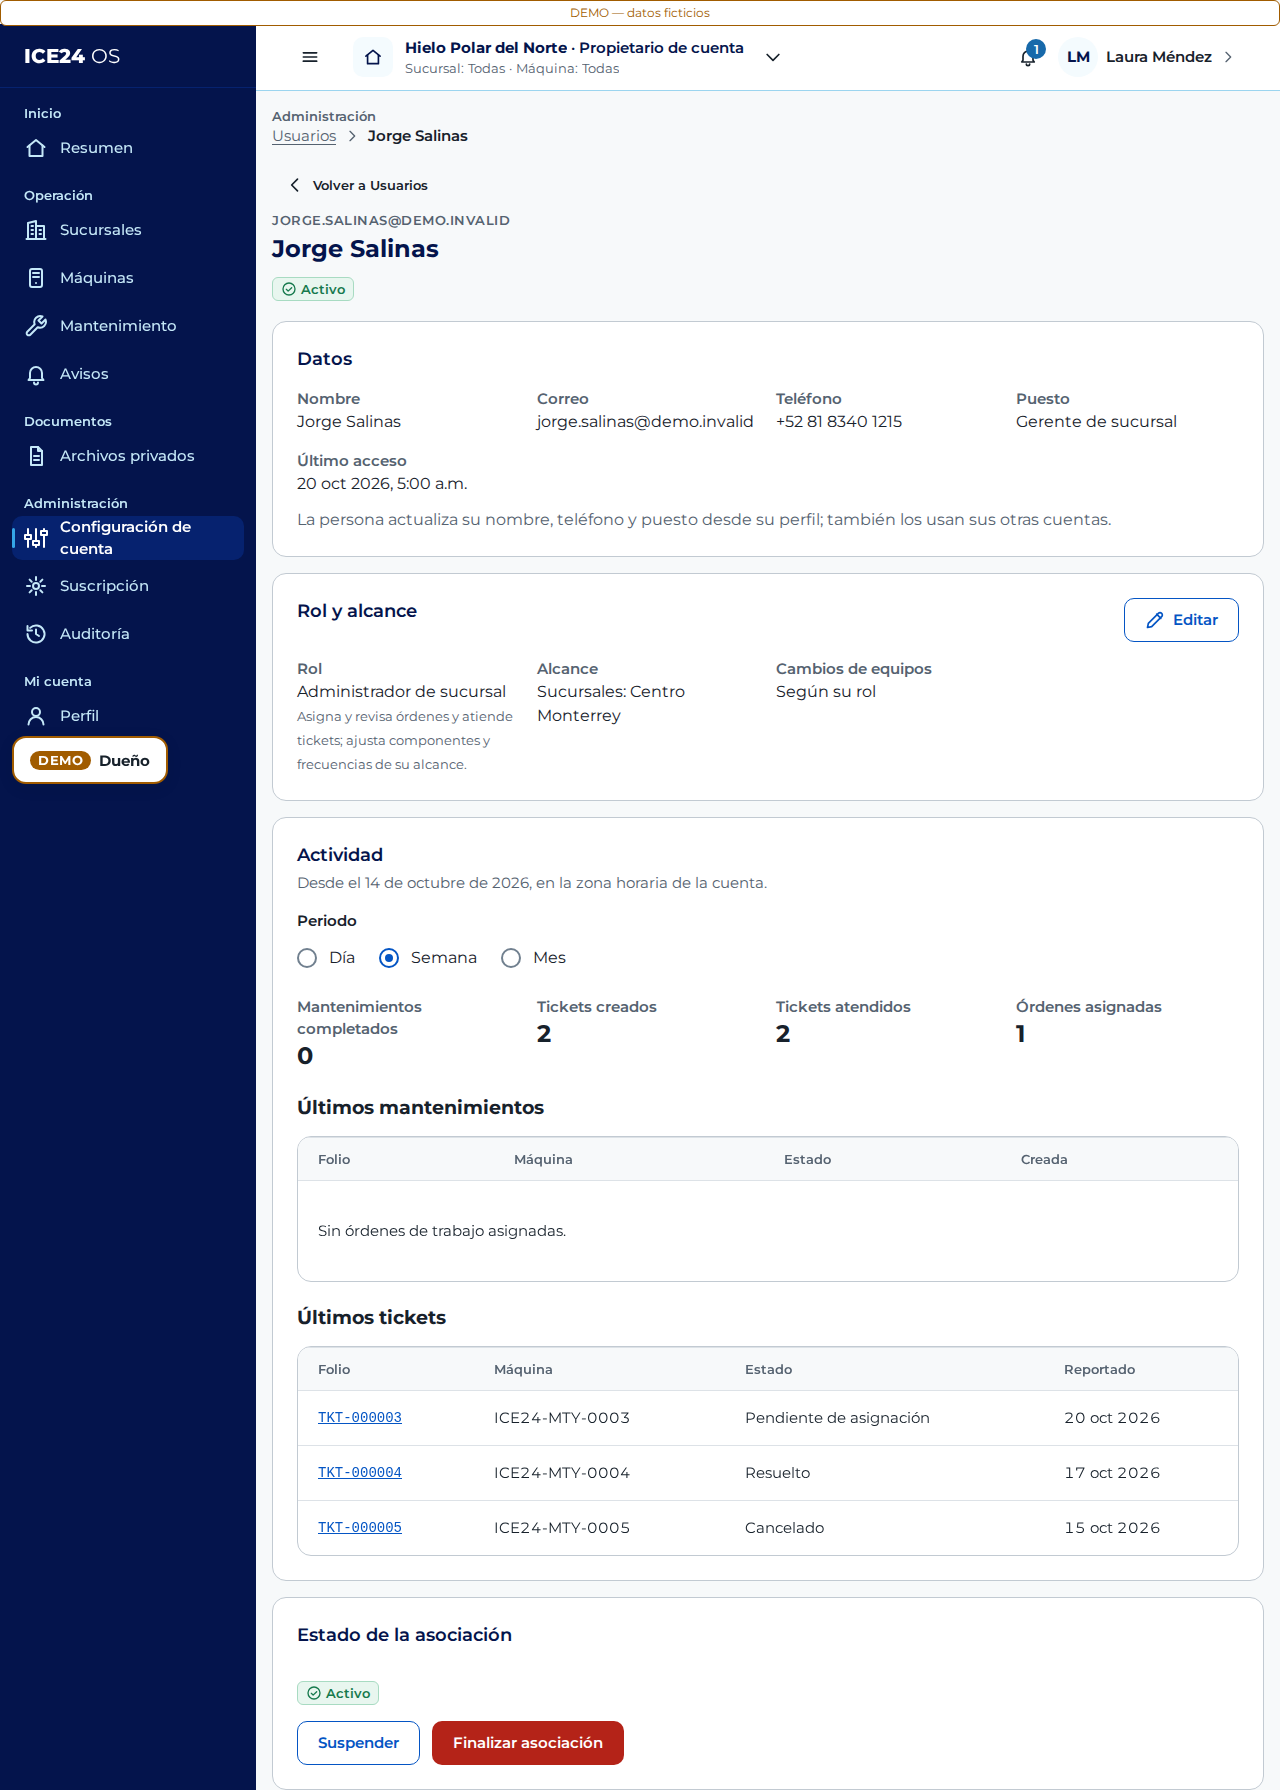 DEMO — datos ficticios
ICE24 OS
Hielo Polar del Norte · Propietario de cuenta
Sucursal: Todas · Máquina: Todas
1
LM
Laura Méndez
Inicio
Resumen
Operación
Sucursales
Máquinas
Mantenimiento
Avisos
Documentos
Archivos privados
Administración
Configuración de
cuenta
Suscripción
Auditoría
Mi cuenta
Perfil
DEMO Dueño
Administración
Usuarios
Jorge Salinas
Volver a Usuarios
JORGE.SALINAS@DEMO.INVALID
Jorge Salinas
Activo
Datos
Nombre
Jorge Salinas
Correo
jorge.salinas@demo.invalid
Teléfono
+52 81 8340 1215
Puesto
Gerente de sucursal
Último acceso
20 oct 2026, 5:00 a.m.
La persona actualiza su nombre, teléfono y puesto desde su perfil; también los usan sus otras cuentas.
Rol y alcance
Editar
Rol
Administrador de sucursal
Asigna y revisa órdenes y atiende
tickets; ajusta componentes y
frecuencias de su alcance.
Alcance
Sucursales: Centro
Monterrey
Cambios de equipos
Según su rol
Actividad
Desde el 14 de octubre de 2026, en la zona horaria de la cuenta.
Periodo
Día
Semana
Mes
Mantenimientos
completados
0
Tickets creados
2
Tickets atendidos
2
Órdenes asignadas
1
Últimos mantenimientos
Folio Máquina Estado Creada
Sin órdenes de trabajo asignadas.
Últimos tickets
Folio Máquina Estado Reportado
TKT-000003 ICE24-MTY-0003 Pendiente de asignación 20 oct 2026
TKT-000004 ICE24-MTY-0004 Resuelto 17 oct 2026
TKT-000005 ICE24-MTY-0005 Cancelado 15 oct 2026
Estado de la asociación
Activo
Suspender
Finalizar asociación